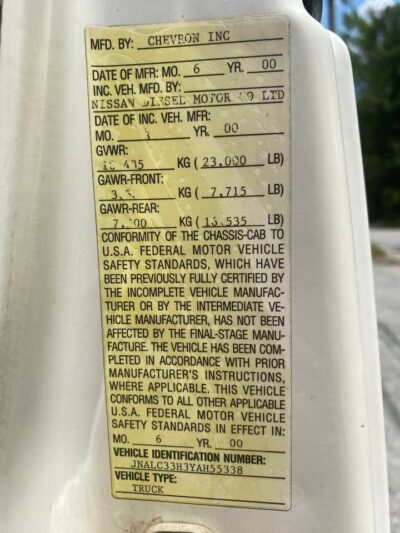 MFD. BY: CHEVRON INC
DATE OF MFR: MO. 6 YR. 00
INC. VEH. MFD. BY:
NISSAN DIESEL MOTOR CO LTD
DATE OF INC. VEH. MFR:
MO. YR. 00
GVWR:
KG ( 23,000 LB)
GAWR-FRONT:
KG ( 7,715 LB)
GAWR-REAR:
KG ( LB)
CONFORMITY OF THE CHASSIS-CAB TO
U.S.A. FEDERAL MOTOR VEHICLE
SAFETY STANDARDS, WHICH HAVE
BEEN PREVIOUSLY FULLY CERTIFIED BY
THE INCOMPLETE VEHICLE MANUFAC-
TURER OR BY THE INTERMEDIATE VE-
HICLE MANUFACTURER, HAS NOT BEEN
AFFECTED BY THE FINAL-STAGE MANU-
FACTURE. THE VEHICLE HAS BEEN COM-
PLETED IN ACCORDANCE WITH PRIOR
MANUFACTURER'S INSTRUCTIONS,
WHERE APPLICABLE. THIS VEHICLE
CONFORMS TO ALL OTHER APPLICABLE
U.S.A. FEDERAL MOTOR VEHICLE
SAFETY STANDARDS IN EFFECT IN:
MO. 6 YR. 00
VEHICLE IDENTIFICATION NUMBER:
JNALC33H3YAH55338
VEHICLE TYPE:
TRUCK